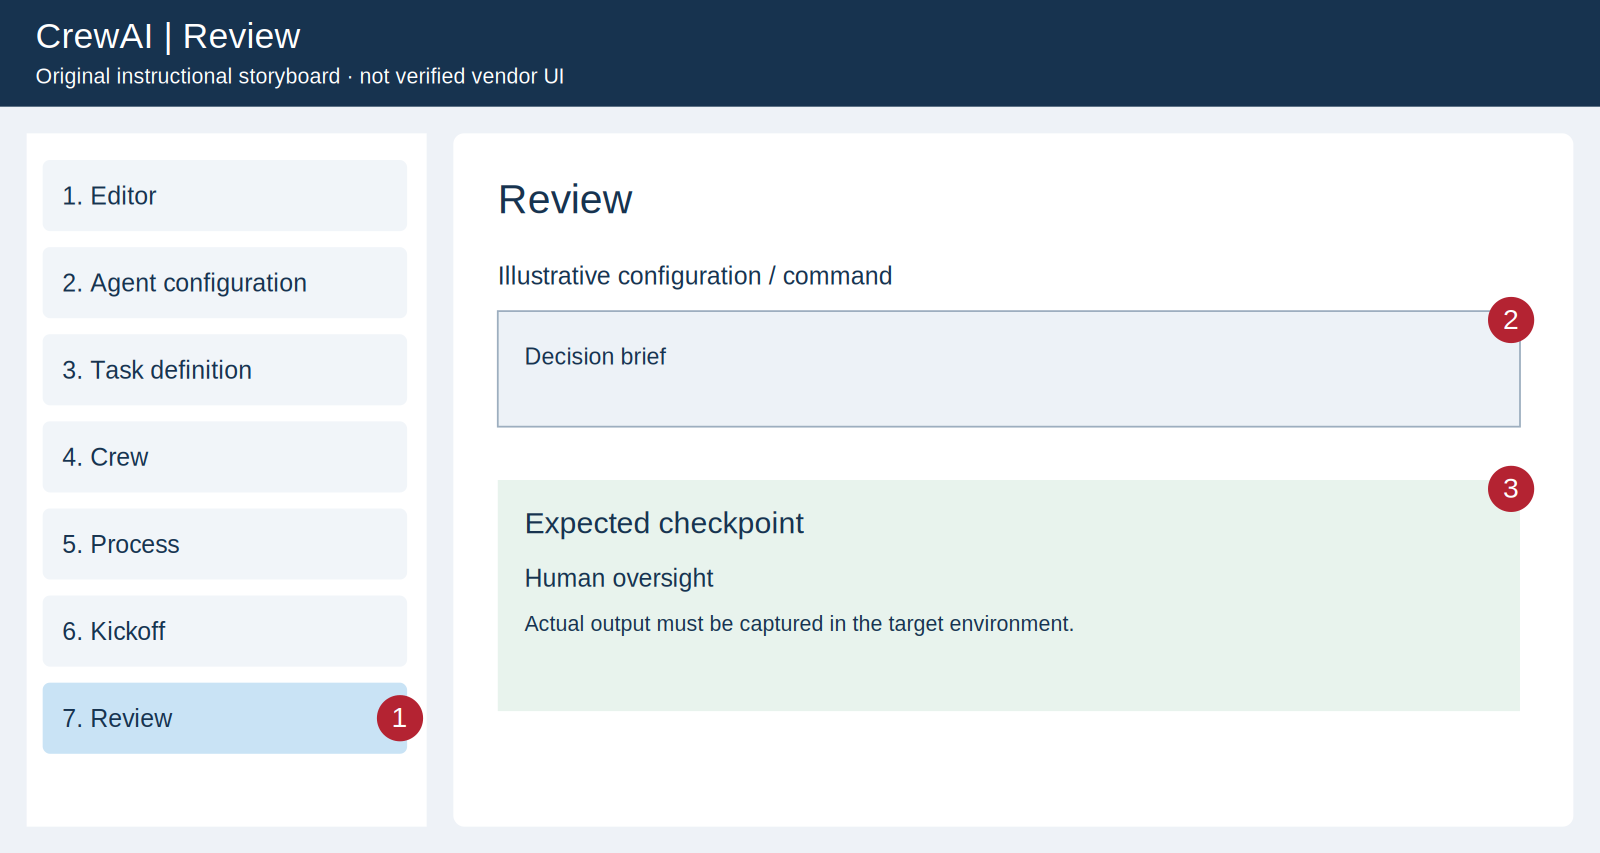 CrewAI | Review
Original instructional storyboard · not verified vendor UI
1. Editor
2. Agent configuration
3. Task definition
4. Crew
5. Process
6. Kickoff
7. Review
1
Review
Illustrative configuration / command
2
Decision brief
3
Expected checkpoint
Human oversight
Actual output must be captured in the target environment.